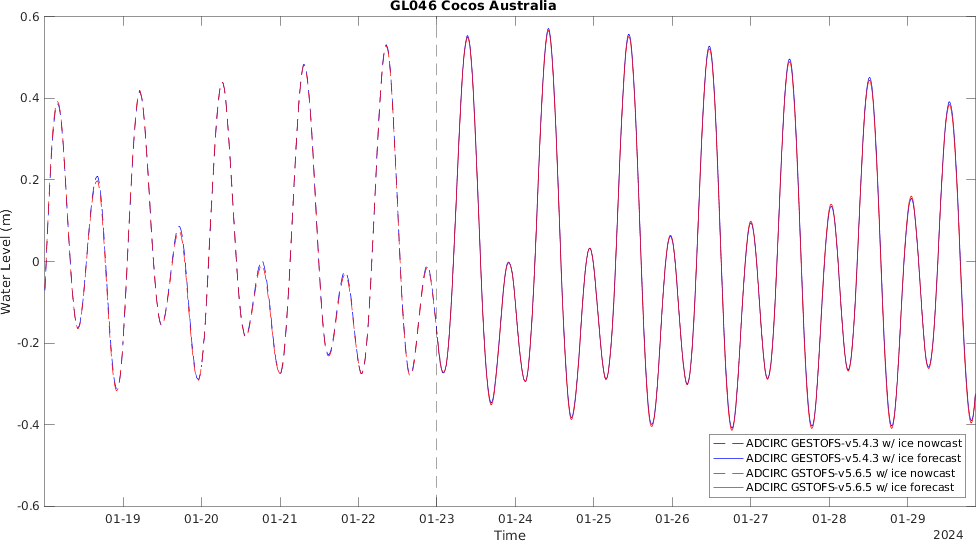 GL046 Cocos Australia
0.6
0.4
0.2
0
-0.2
-0.4
-0.6
Water Level (m)
01-19
01-20
01-21
01-22
01-23
01-24
01-25
01-26
01-27
01-28
01-29
Time
2024
ADCIRC GESTOFS-v5.4.3 w/ ice nowcast
ADCIRC GESTOFS-v5.4.3 w/ ice forecast
ADCIRC GSTOFS-v5.6.5 w/ ice nowcast
ADCIRC GSTOFS-v5.6.5 w/ ice forecast